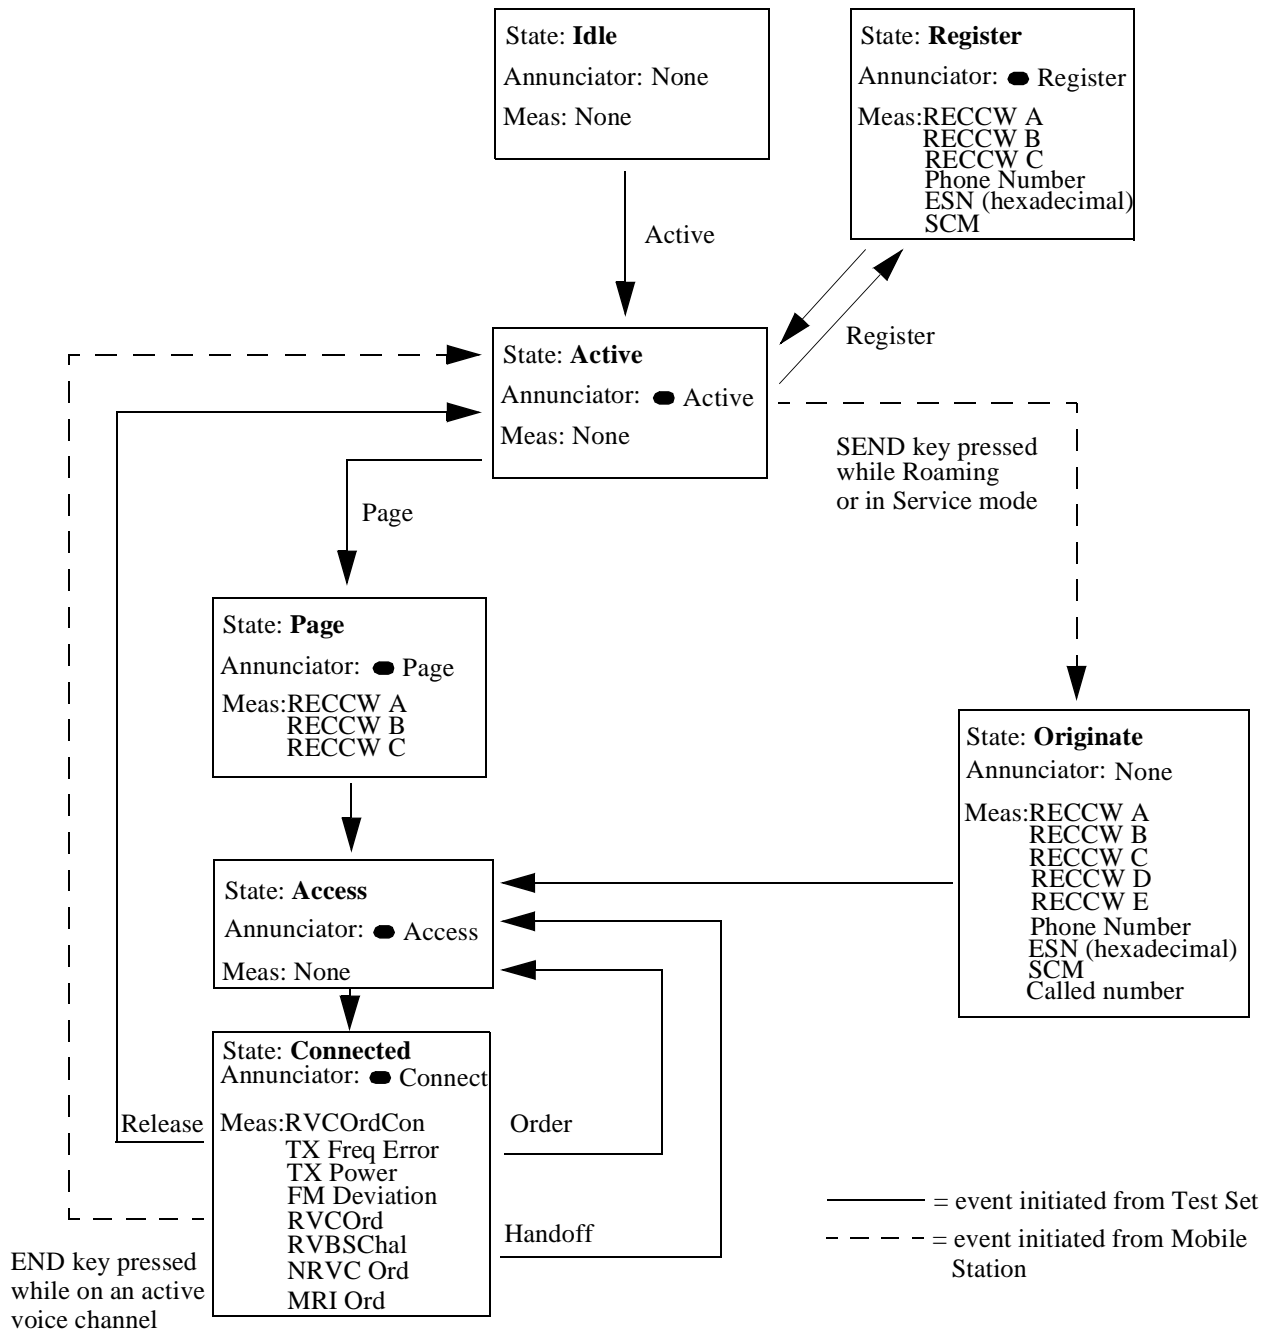 State: Idle
Annunciator: None
Meas: None
State: Register
Annunciator: Register
Meas:RECCW A
RECCW B
RECCW C
Phone Number
ESN (hexadecimal)
SCM
Active
Register
State: Active
Annunciator: Active
Meas: None
SEND key pressed
while Roaming
or in Service mode
Page
State: Page
Annunciator: Page
Meas:RECCW A
RECCW B
RECCW C
State: Originate
Annunciator: None
Meas:RECCW A
RECCW B
RECCW C
RECCW D
RECCW E
Phone Number
ESN (hexadecimal)
SCM
Called number
State: Access
Annunciator: Access
Meas: None
State: Connected
Annunciator: Connect
Meas:RVCOrdCon
TX Freq Error
TX Power
FM Deviation
RVCOrd
RVBSChal
NRVC Ord
MRI Ord
Release
Order
Handoff
END key pressed
while on an active
voice channel
= event initiated from Test Set
= event initiated from Mobile
Station